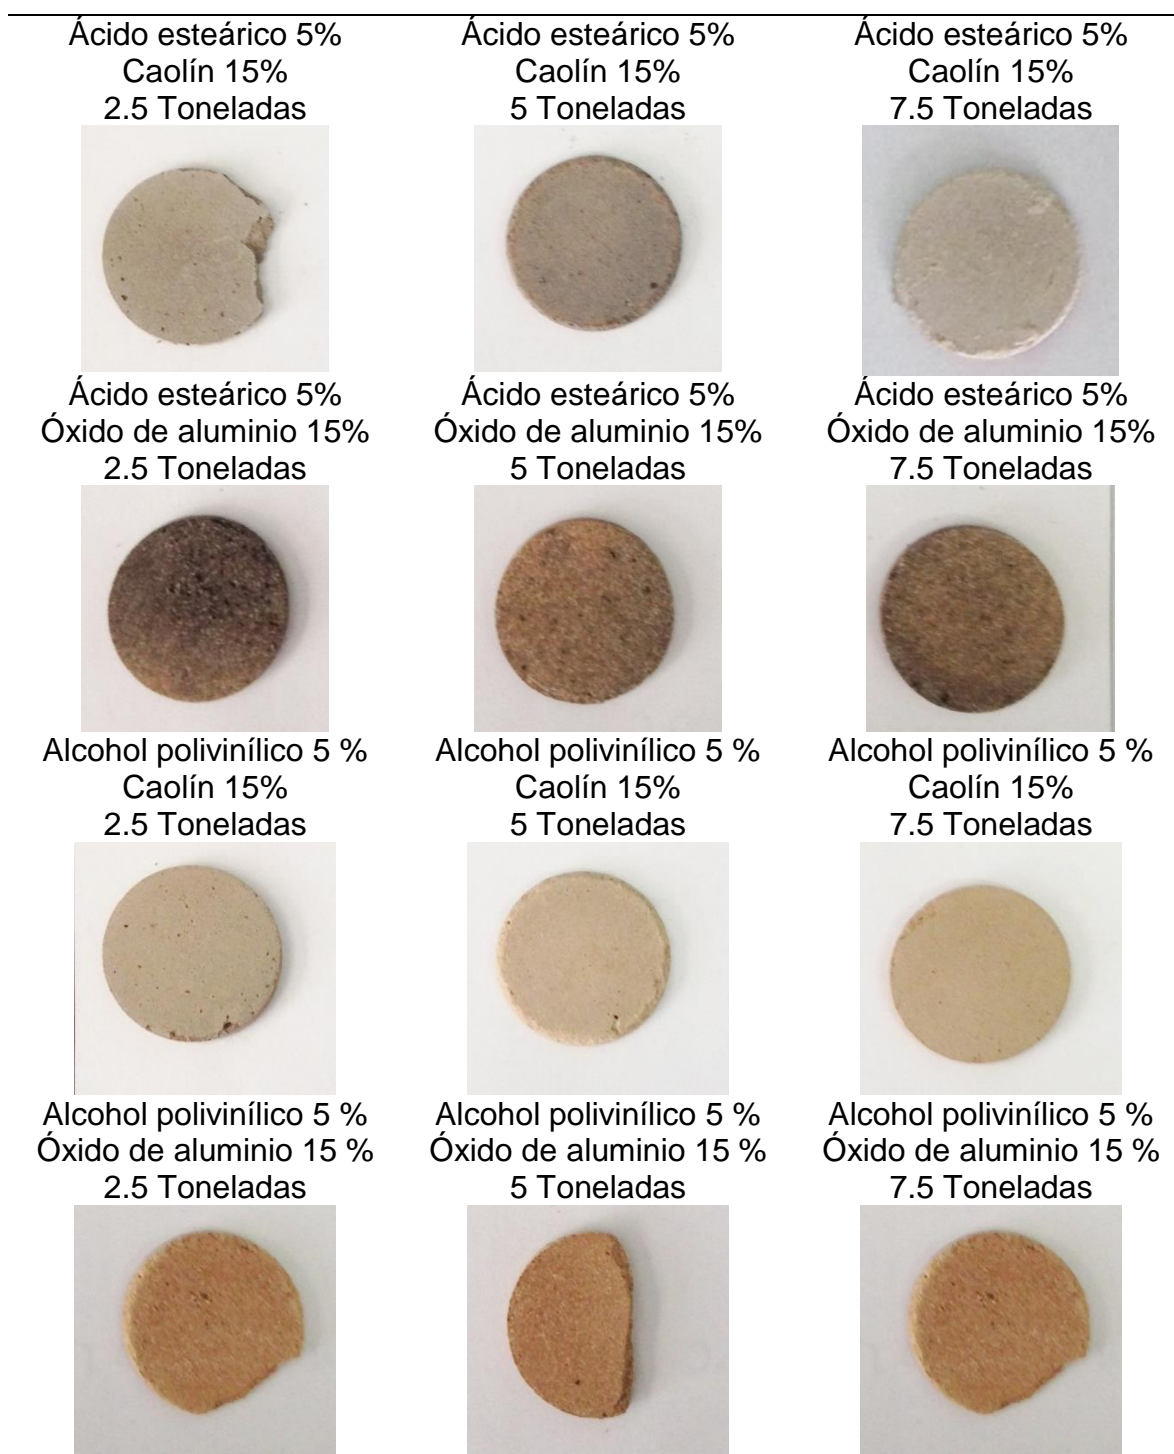 Ácido esteárico 5% Ácido esteárico 5% Ácido esteárico 5%
Caolín 15% Caolín 15% Caolín 15%
2.5 Toneladas 5 Toneladas 7.5 Toneladas
Ácido esteárico 5% Ácido esteárico 5% Ácido esteárico 5%
Óxido de aluminio 15% Óxido de aluminio 15% Óxido de aluminio 15%
2.5 Toneladas 5 Toneladas 7.5 Toneladas
Alcohol polivinílico 5 % Alcohol polivinílico 5 % Alcohol polivinílico 5 %
Caolín 15% Caolín 15% Caolín 15%
2.5 Toneladas 5 Toneladas 7.5 Toneladas
Alcohol polivinílico 5 % Alcohol polivinílico 5 % Alcohol polivinílico 5 %
Óxido de aluminio 15 % Óxido de aluminio 15 % Óxido de aluminio 15 %
2.5 Toneladas 5 Toneladas 7.5 Toneladas